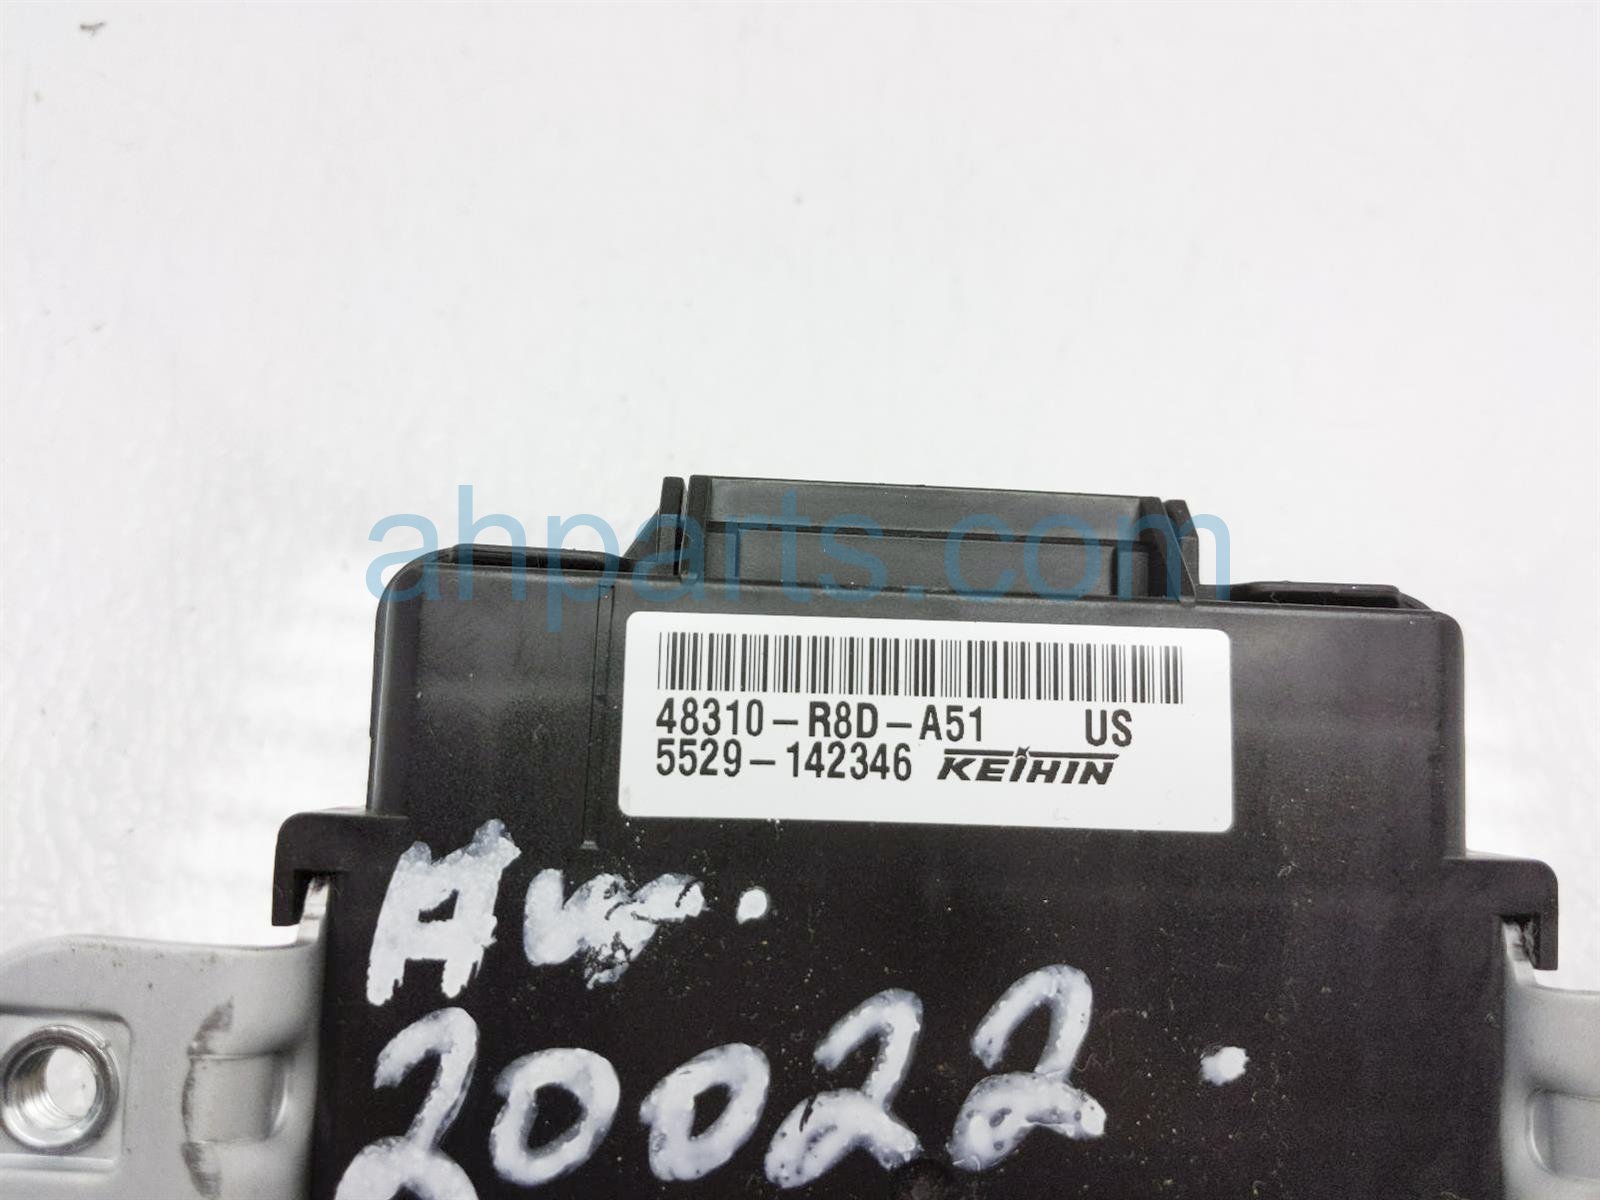 ahparts.com
48310-R8D-A51 US
5529-142346 KEIHIN
20022